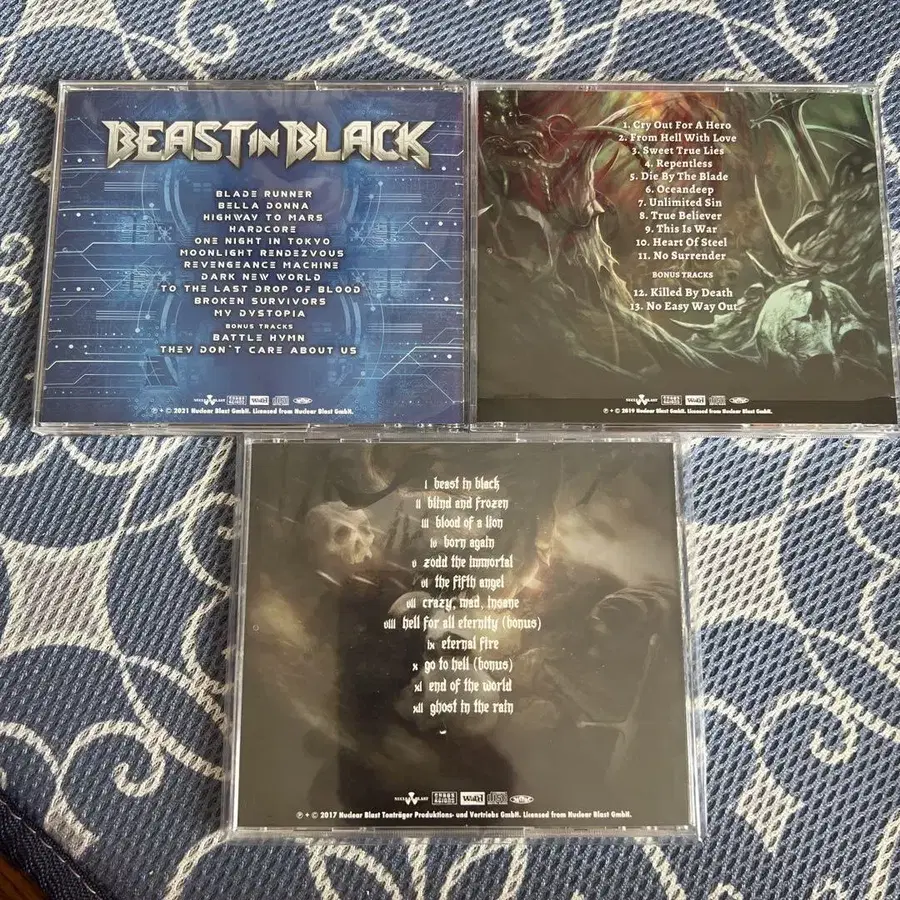 BEAST IN BLACK
BLADE RUNNER
BELLA DONNA
HIGHWAY TO MARS
HARDCORE
ONE NIGHT IN TOKYO
MOONLIGHT RENDEZVOUS
REVENGEANCE MACHINE
DARK NEW WORLD
TO THE LAST DROP OF BLOOD
BROKEN SURVIVORS
MY DYSTOPIA
BONUS TRACKS
BATTLE HYMN
THEY DON'T CARE ABOUT US
℗ + © 2021 Nuclear Blast GmbH. Licensed from Nuclear Blast GmbH.
1. Cry Out For A Hero
2. From Hell With Love
3. Sweet True Lies
4. Repentless
5. Die By The Blade
6. Oceandeep
7. Unlimited Sin
8. True Believer
9. This Is War
10. Heart Of Steel
11. No Surrender
BONUS TRACKS
12. Killed By Death
13. No Easy Way Out
℗ + © 2019 Nuclear Blast GmbH. Licensed from Nuclear Blast GmbH.
I beast in black
II blind and frozen
III blood of a lion
IV born again
V zodd the immortal
VI the fifth angel
VII crazy, mad, insane
VIII hell for all eternity (bonus)
IX eternal fire
X go to hell (bonus)
XI end of the world
XII ghost in the rain
℗ + © 2017 Nuclear Blast Tonträger Produktions- und Vertriebs GmbH. Licensed from Nuclear Blast GmbH.